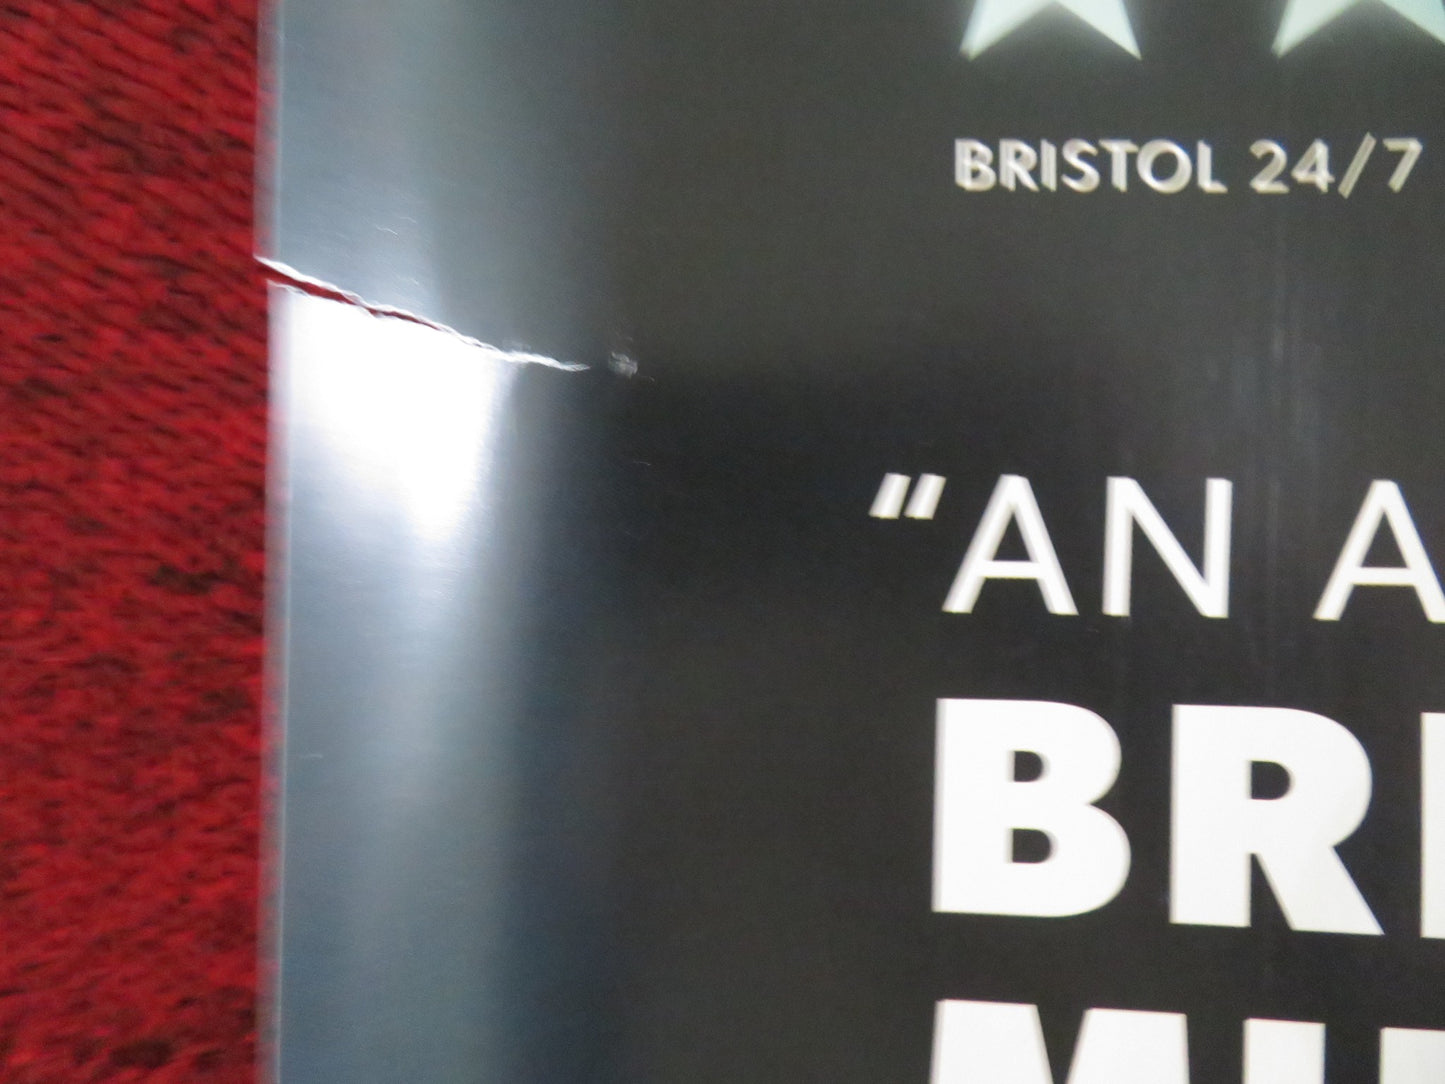 BRISTOL 24/7
“AN A
BR